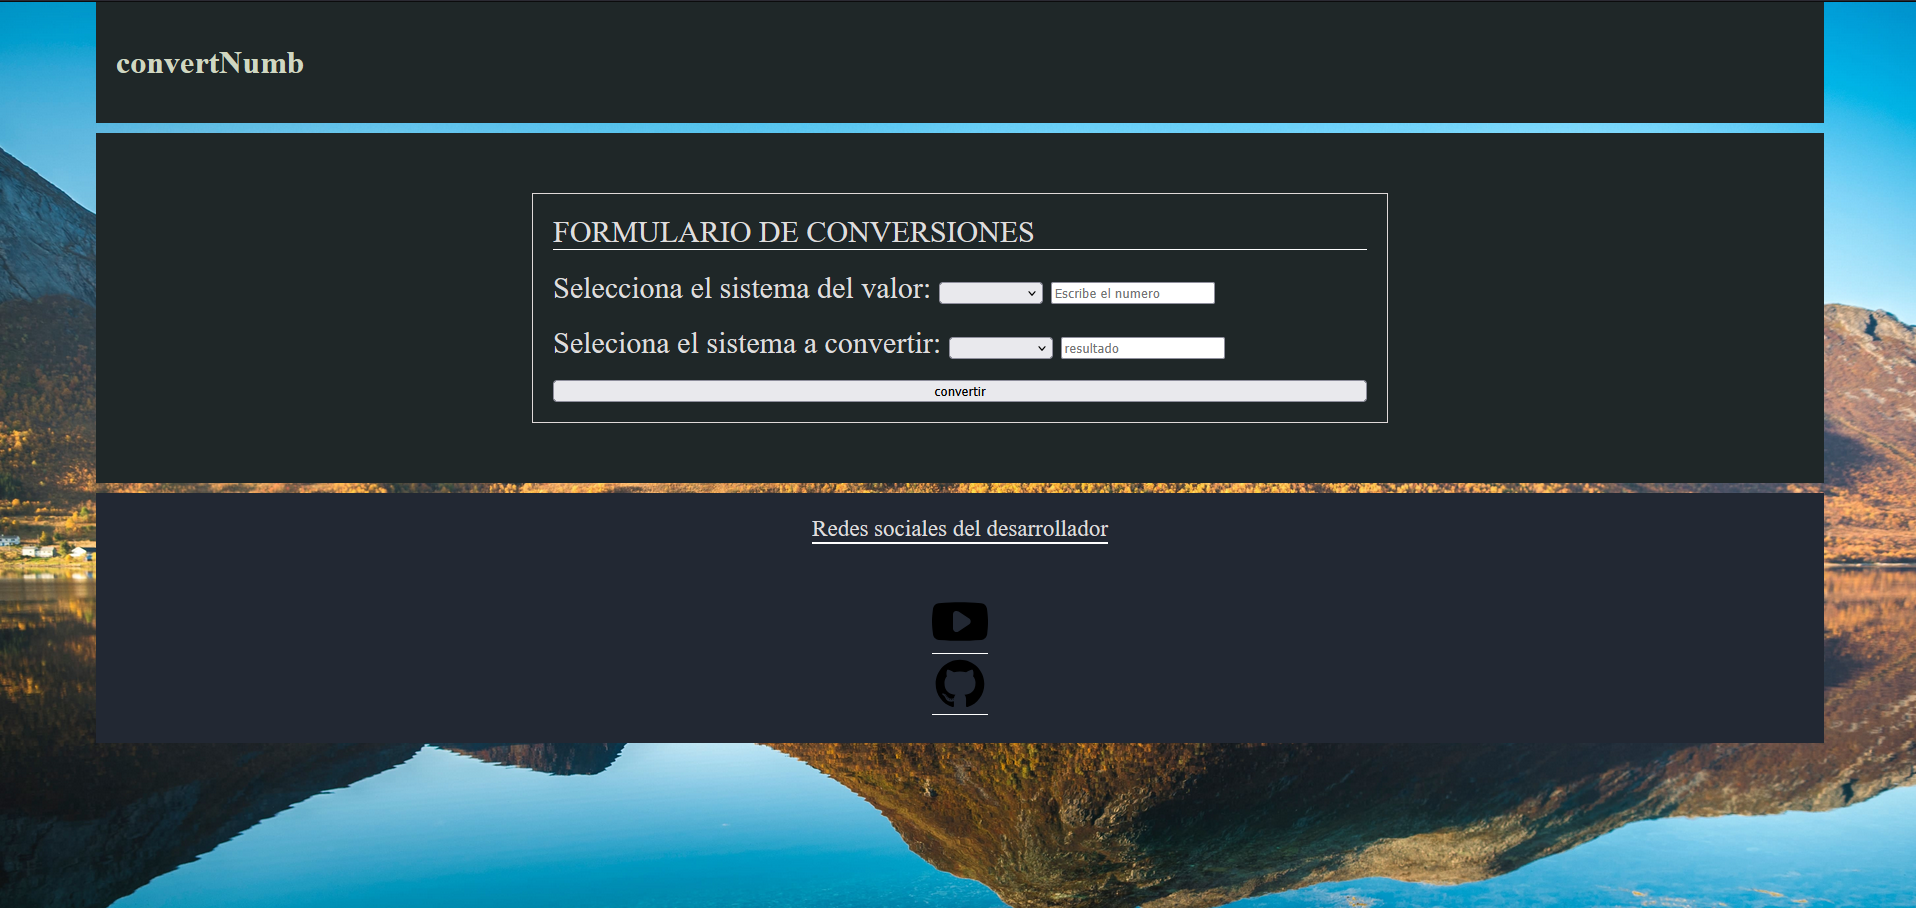 convertNumb
FORMULARIO DE CONVERSIONES
Selecciona el sistema del valor: Escribe el numero
Seleciona el sistema a convertir: resultado
convertir
Redes sociales del desarrollador